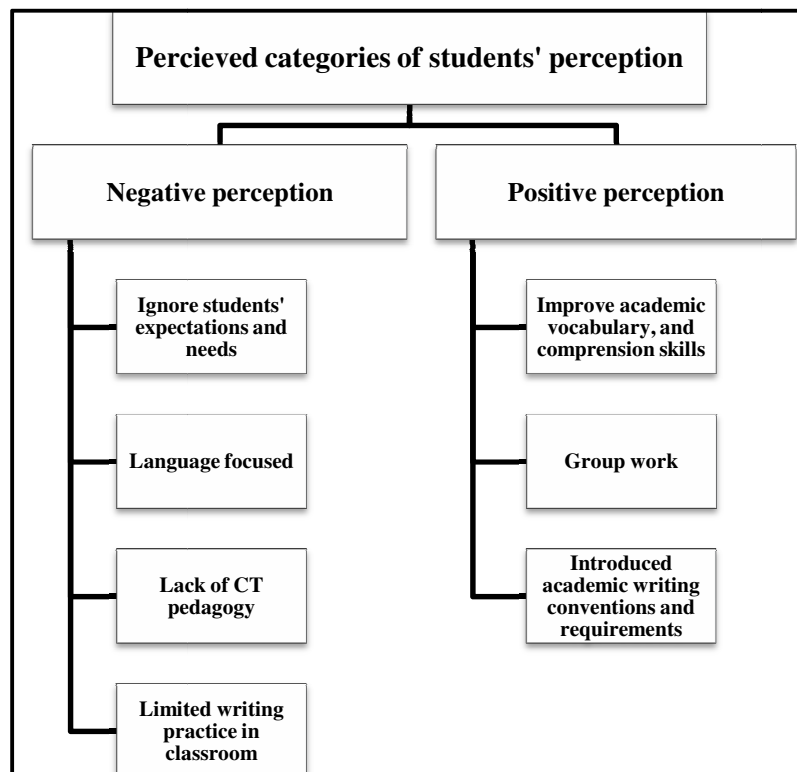 Percieved categories of students' perception
Negative perception
Ignore students'
expectations and
needs
Language focused
Lack of CT
pedagogy
Limited writing
practice in
classroom
Positive perception
Improve academic
vocabulary, and
comprension skills
Group work
Introduced
academic writing
conventions and
requirements